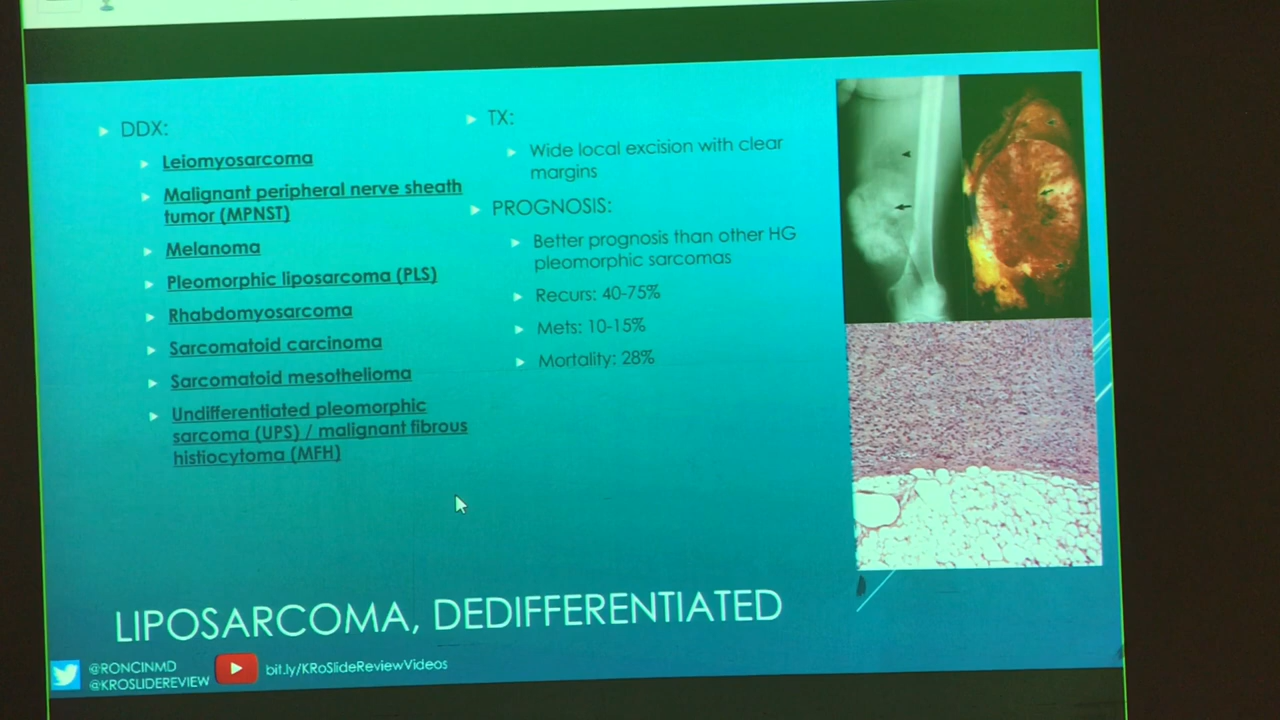 DDX:
Leiomyosarcoma
Malignant peripheral nerve sheath
tumor (MPNST)
Melanoma
Pleomorphic liposarcoma (PLS)
Rhabdomyosarcoma
Sarcomatoid carcinoma
Sarcomatoid mesothelioma
Undifferentiated pleomorphic
sarcoma (UPS) / malignant fibrous
histiocytoma (MFH)
TX:
Wide local excision with clear
margins
PROGNOSIS:
Better prognosis than other HG
pleomorphic sarcomas
Recurs: 40-75%
Mets: 10-15%
Mortality: 28%
LIPOSARCOMA, DEDIFFERENTIATED
@RONCINMD
@KROSLIDEREVIEW
bit.ly/KRoSlideReviewVideos